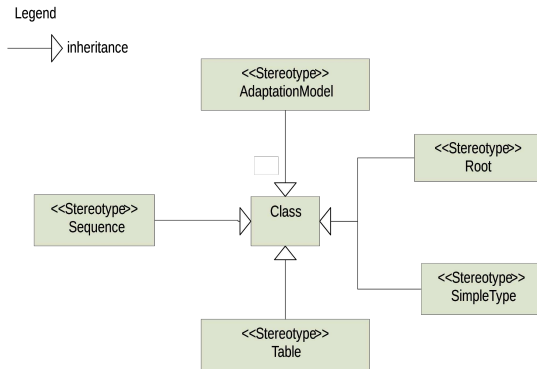 Legend
inheritance
<<Stereotype>>
AdaptationModel
<<Stereotype>>
Root
<<Stereotype>>
Sequence
Class
<<Stereotype>>
SimpleType
<<Stereotype>>
Table